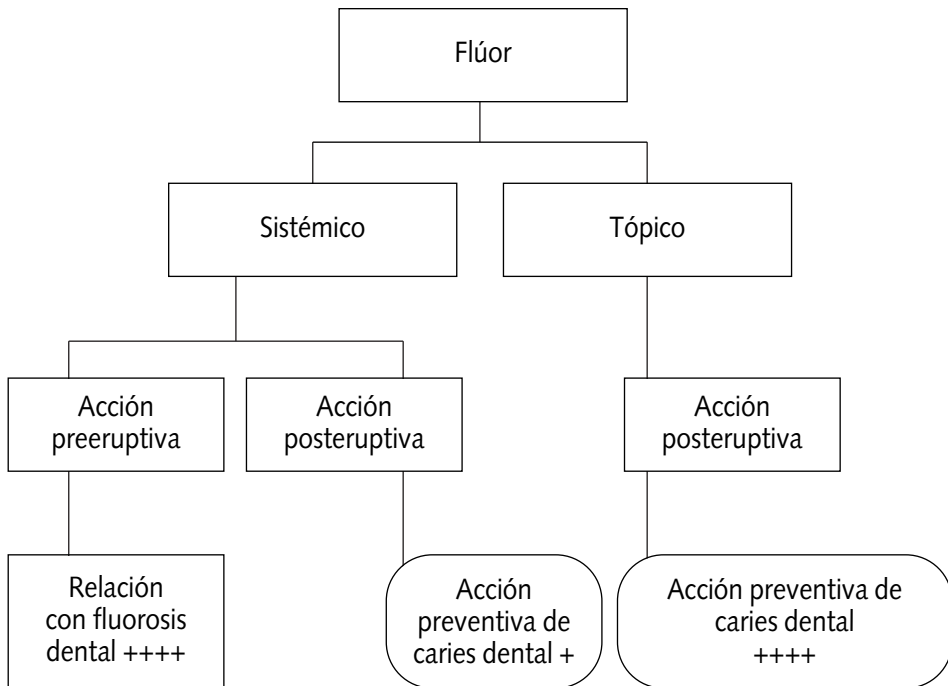 Flúor
Sistémico
Tópico
Acción
preeruptiva
Acción
posteruptiva
Acción
posteruptiva
Relación
con fluorosis
dental ++++
Acción
preventiva de
caries dental +
Acción preventiva de
caries dental
++++